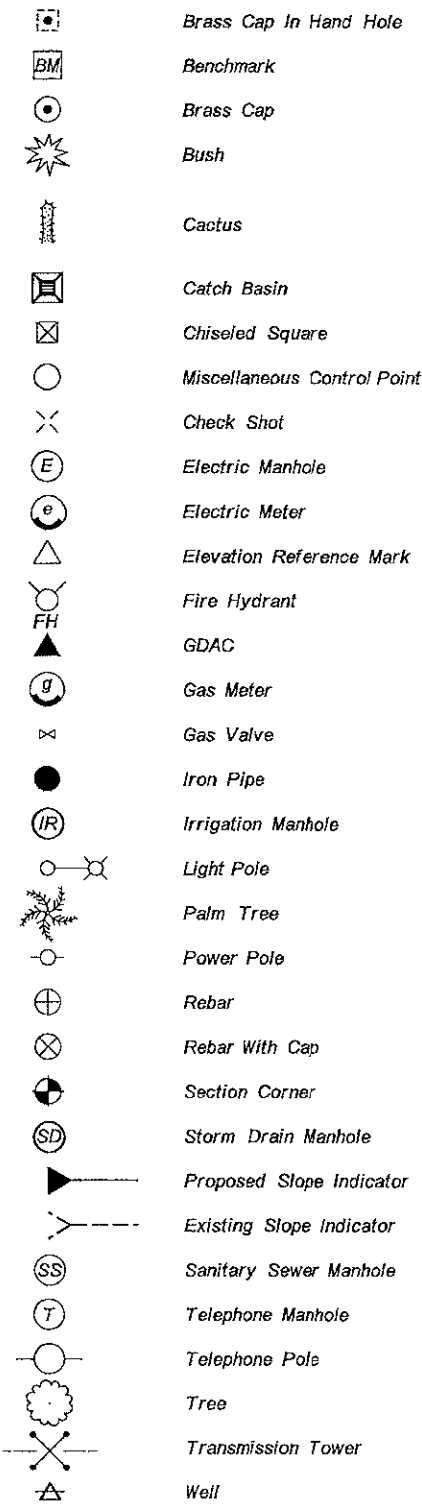 Brass Cap In Hand Hole
BM Benchmark
Brass Cap
Bush
Cactus
Catch Basin
Chiseled Square
Miscellaneous Control Point
Check Shot
E Electric Manhole
e Electric Meter
Elevation Reference Mark
Fire Hydrant
FH
GDAC
g Gas Meter
Gas Valve
Iron Pipe
IR Irrigation Manhole
Light Pole
Palm Tree
Power Pole
Rebar
Rebar With Cap
Section Corner
SD Storm Drain Manhole
Proposed Slope Indicator
Existing Slope Indicator
SS Sanitary Sewer Manhole
T Telephone Manhole
Telephone Pole
Tree
Transmission Tower
Well